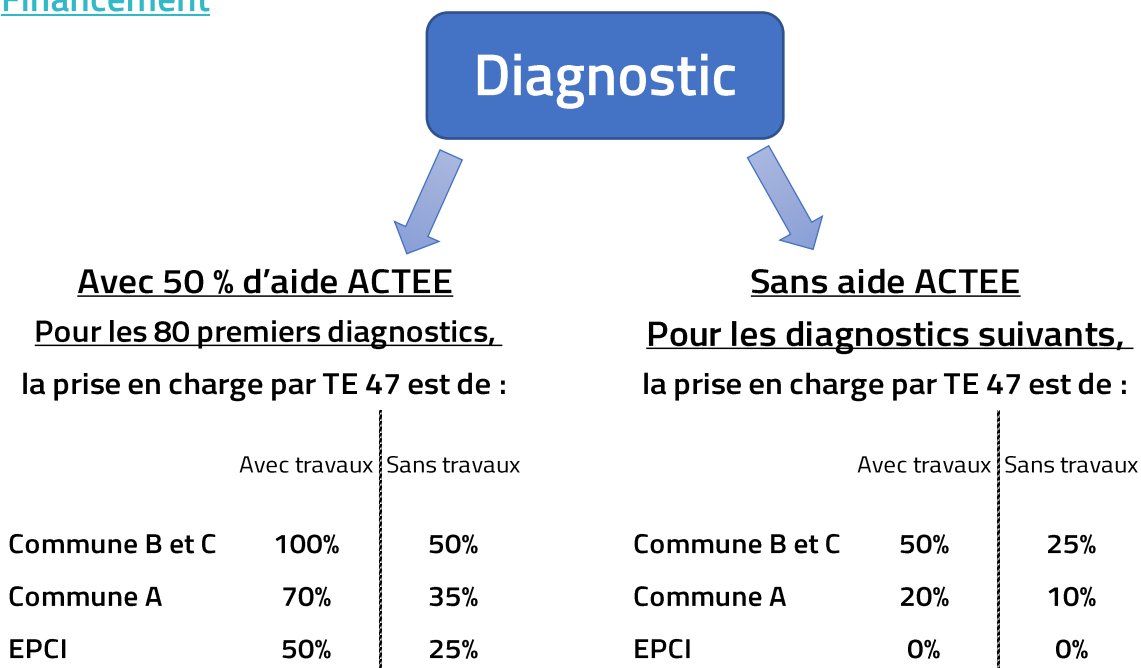 Financement
Diagnostic
Avec 50 % d’aide ACTEE
Pour les 80 premiers diagnostics,
la prise en charge par TE 47 est de :
Avec travaux Sans travaux
Commune B et C 100% 50%
Commune A 70% 35%
EPCI 50% 25%
Sans aide ACTEE
Pour les diagnostics suivants,
la prise en charge par TE 47 est de :
Avec travaux Sans travaux
Commune B et C 50% 25%
Commune A 20% 10%
EPCI 0% 0%